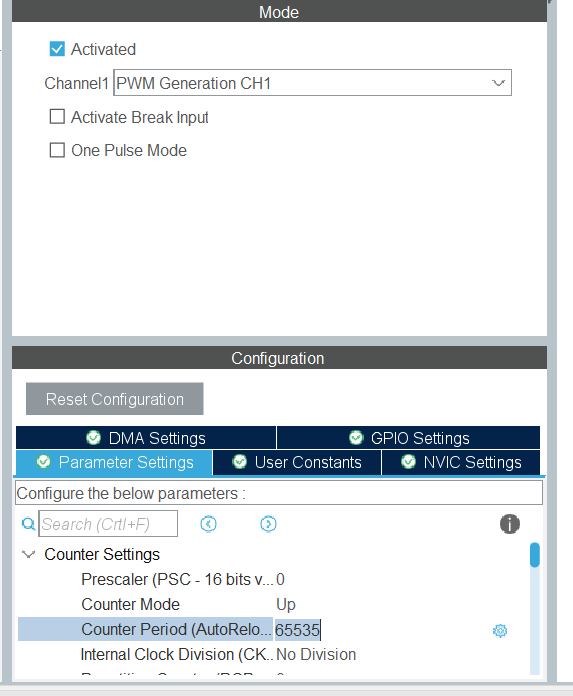 Mode
Activated
Channel1 PWM Generation CH1
Activate Break Input
One Pulse Mode
Configuration
Reset Configuration
DMA Settings GPIO Settings
Parameter Settings User Constants NVIC Settings
Configure the below parameters :
Search (CrtI+F)
Counter Settings
Prescaler (PSC - 16 bits v... 0
Counter Mode Up
Counter Period (AutoRelo... 65535
Internal Clock Division (CK... No Division